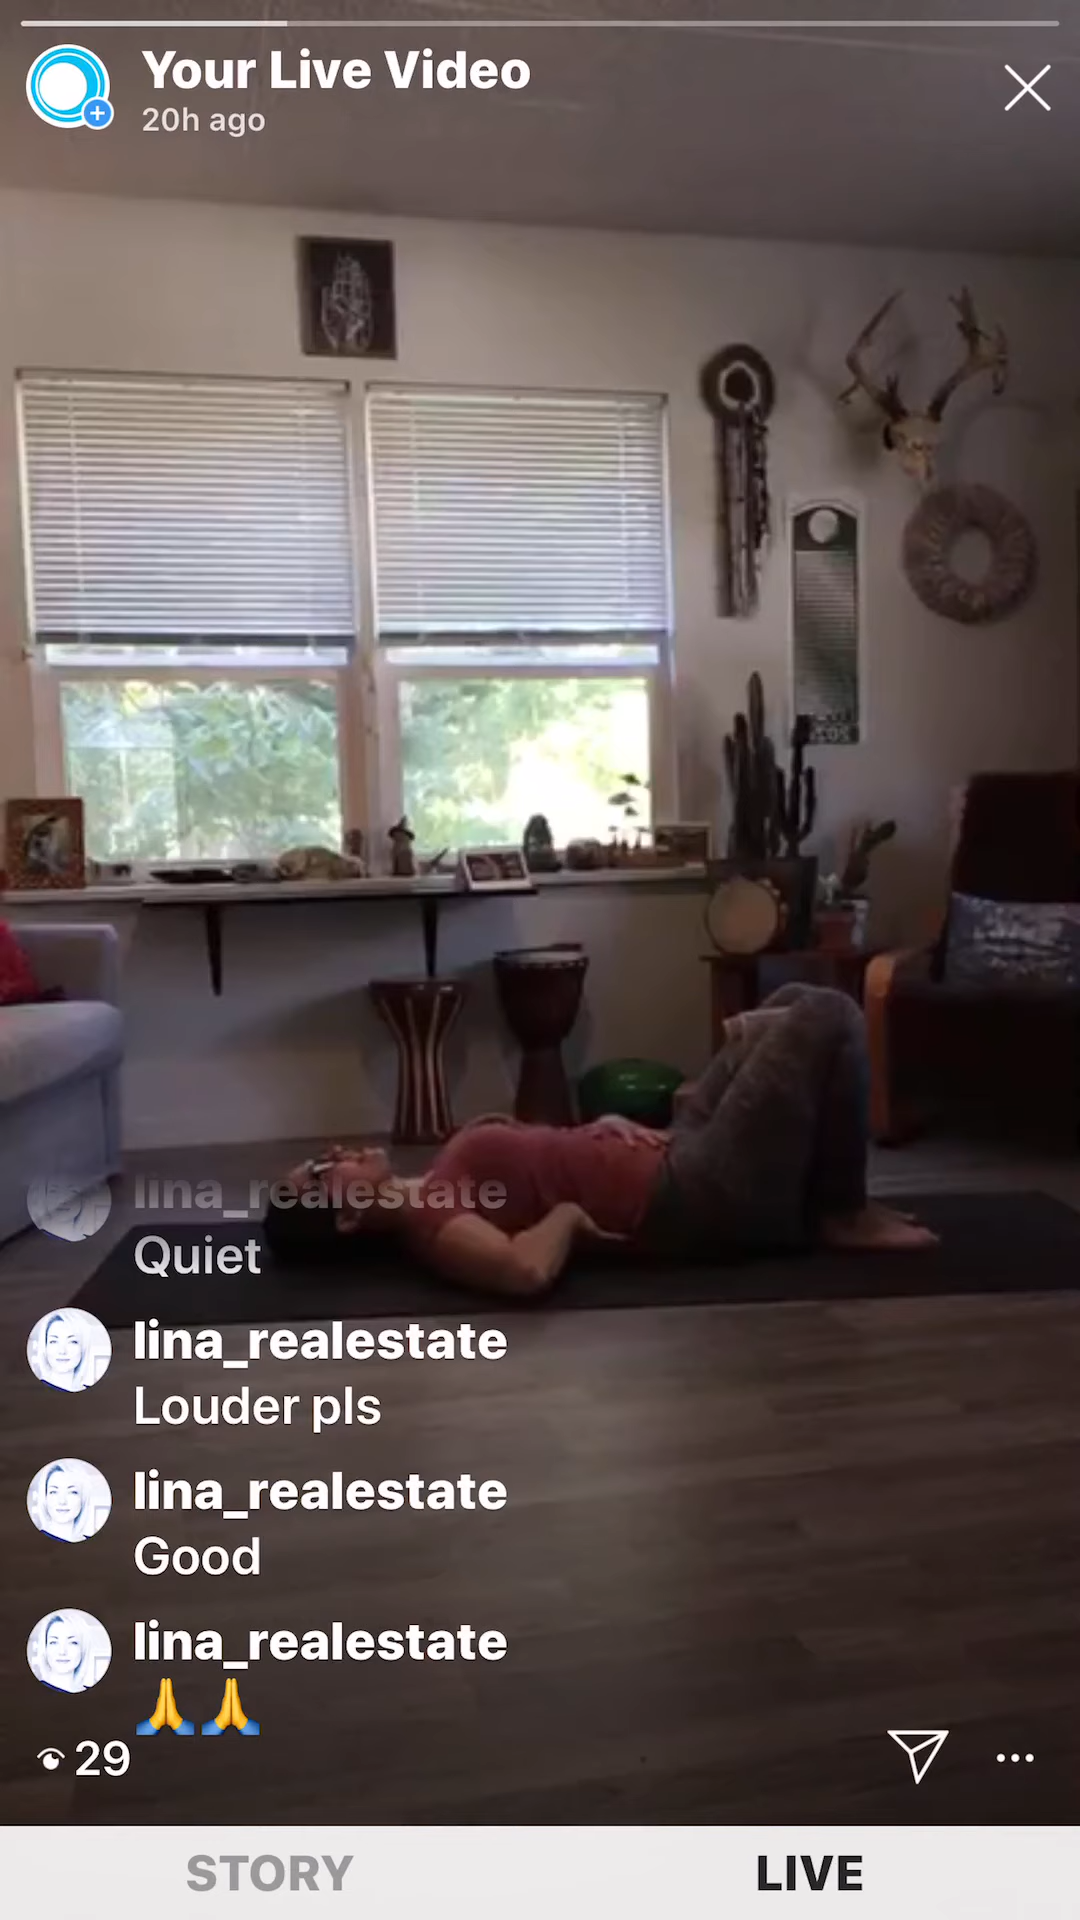 Your Live Video
20h ago
lina_realestate
Quiet
lina_realestate
Louder pls
lina_realestate
Good
lina_realestate
🙏🙏
29
STORY
LIVE